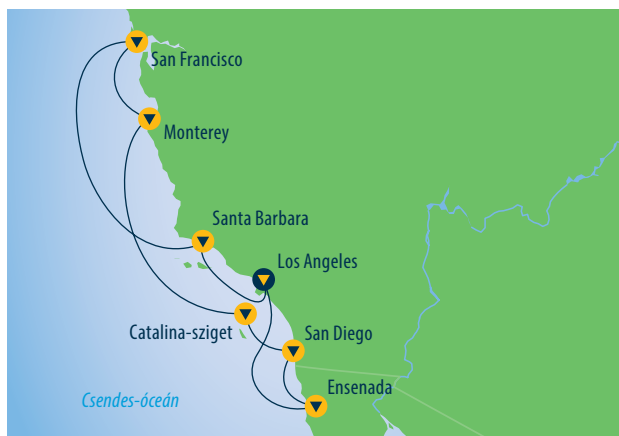 San Francisco
Monterey
Santa Barbara
Los Angeles
Catalina-sziget
San Diego
Ensenada
Csendes-óceán